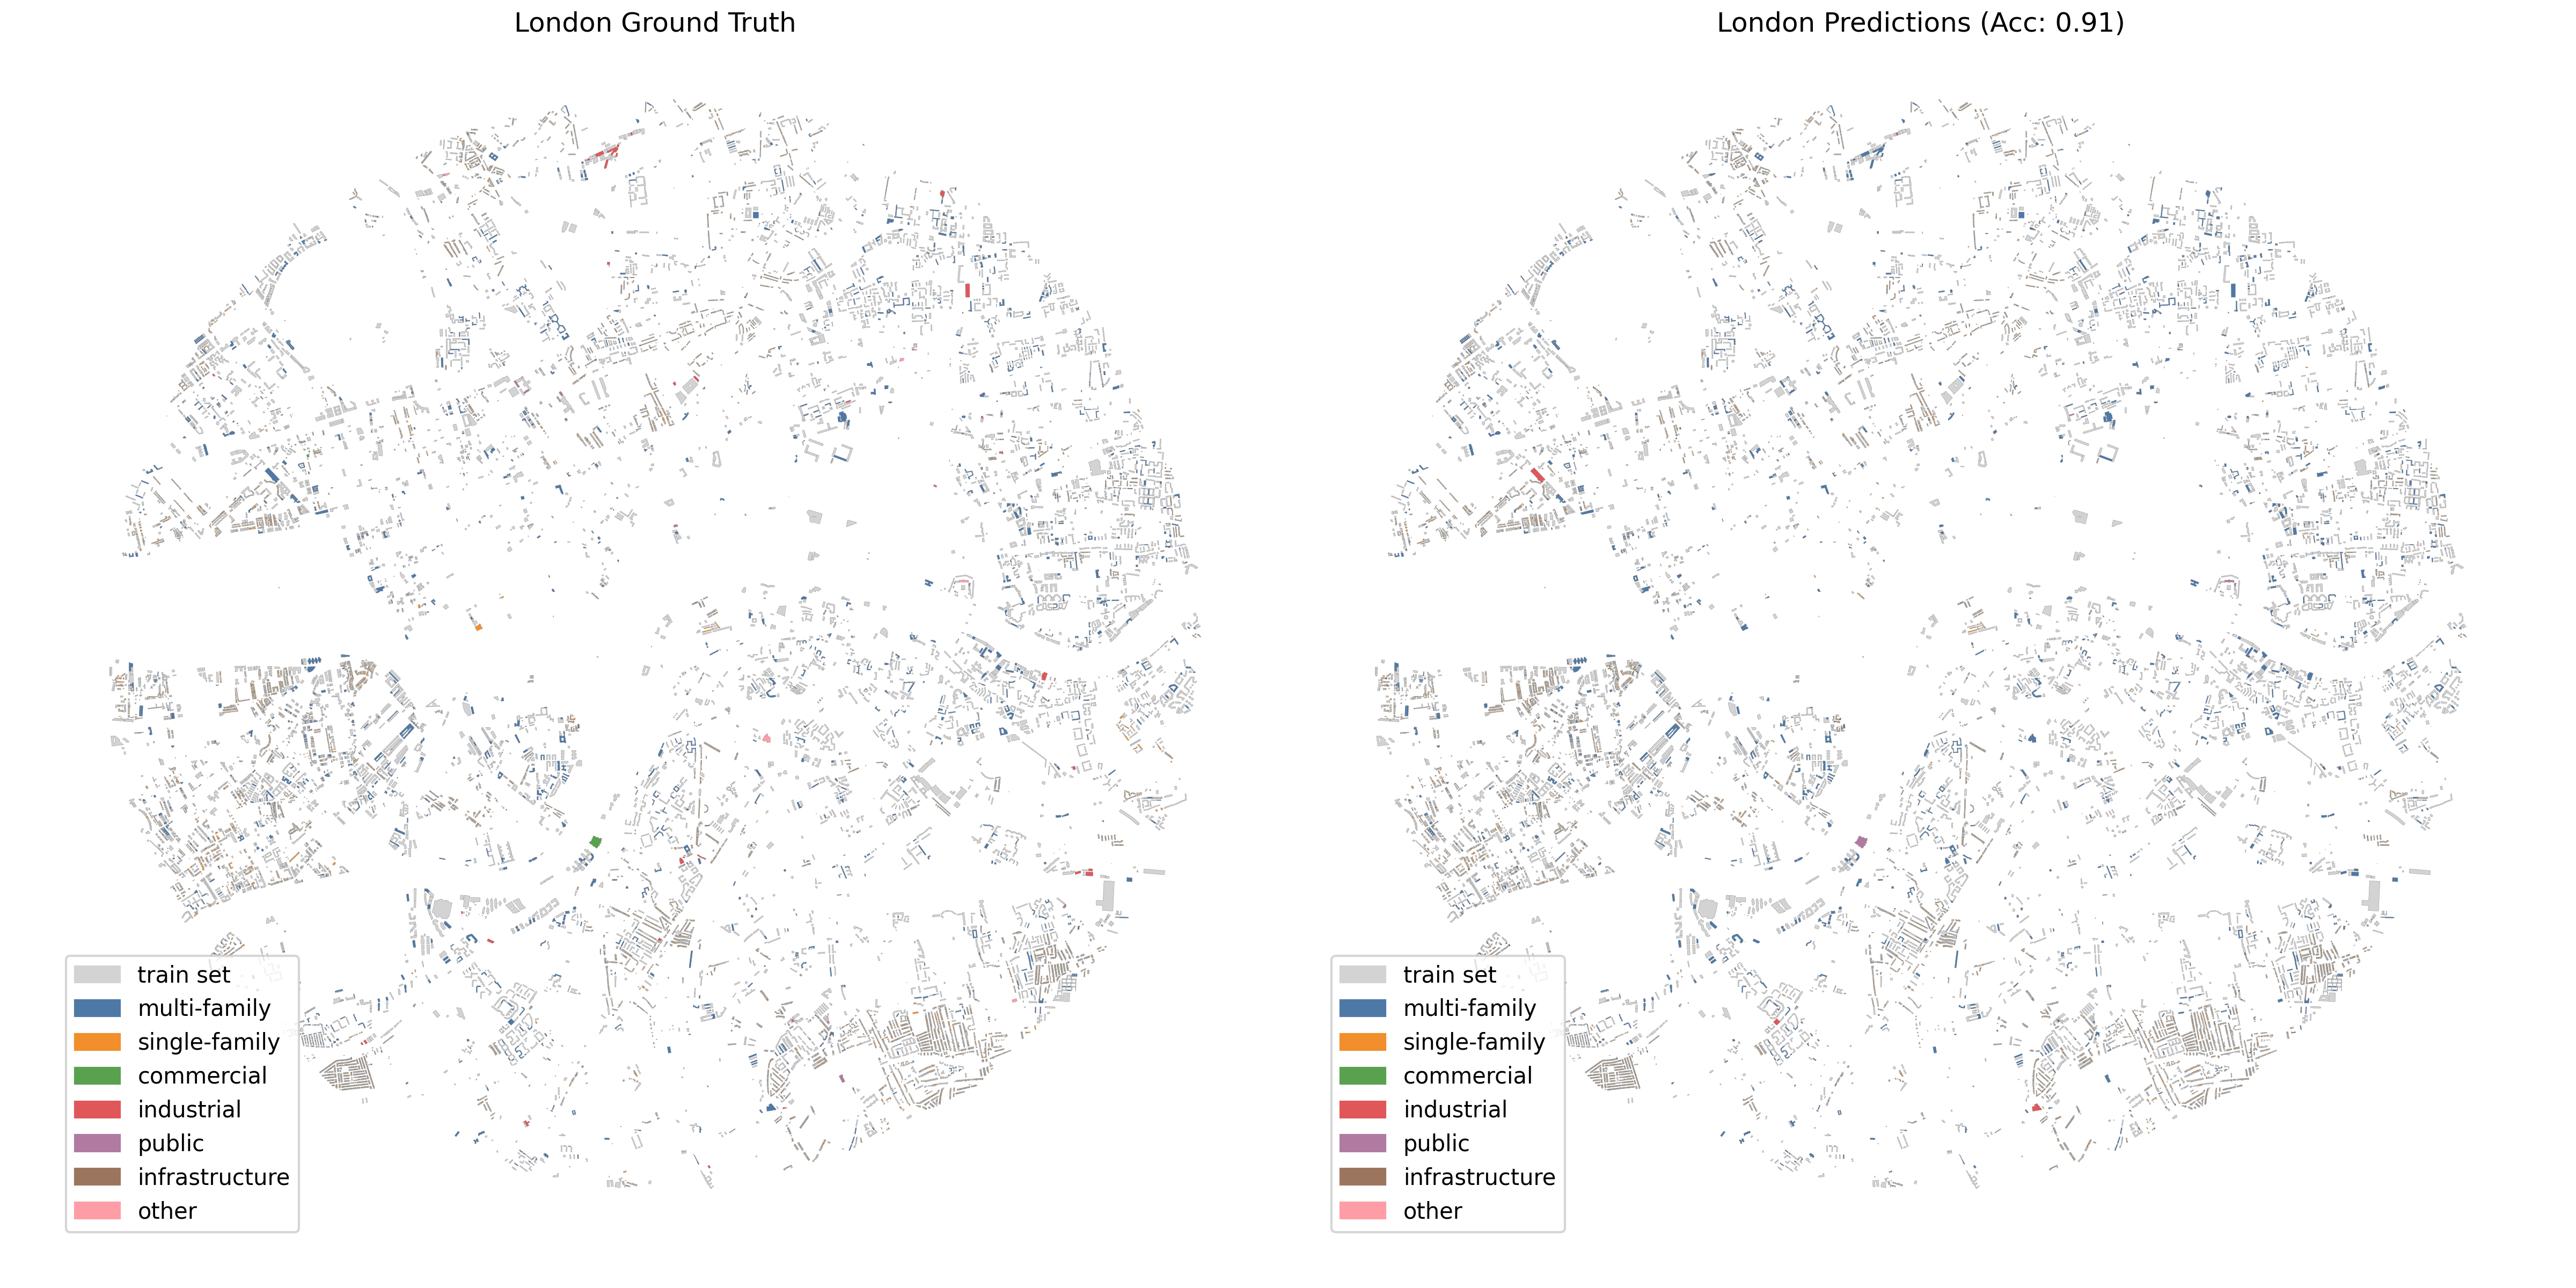 London Ground Truth
train set
multi-family
single-family
commercial
industrial
public
infrastructure
other
London Predictions (Acc: 0.91)
train set
multi-family
single-family
commercial
industrial
public
infrastructure
other